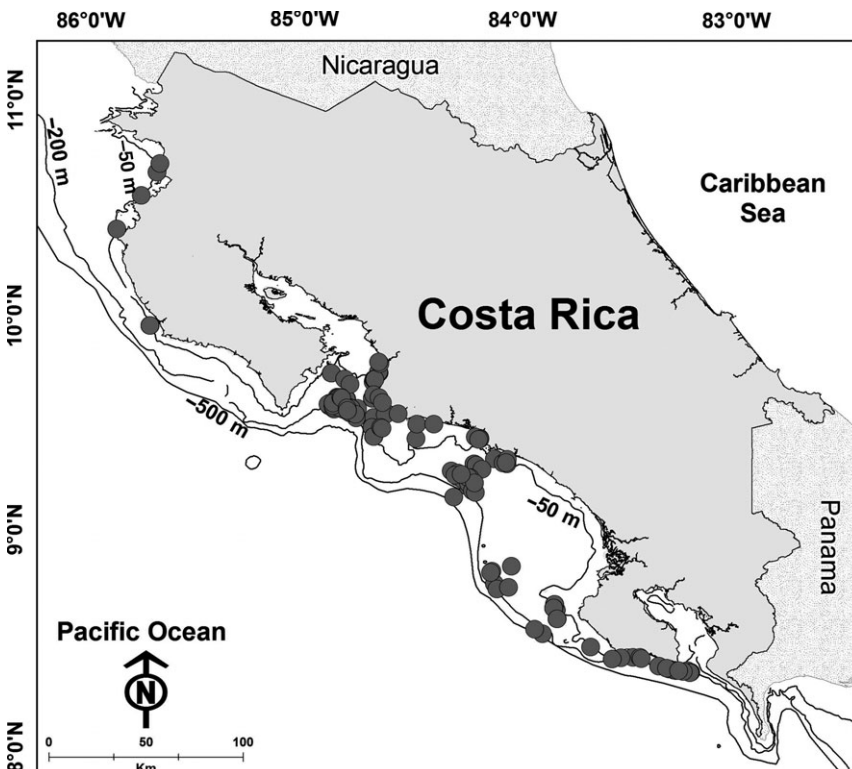 86°0'W 85°0'W 84°0'W 83°0'W
Nicaragua
11°0'N
−200 m
−50 m
Caribbean
Sea
10°0'N
Costa Rica
−500 m
9°0'N
−50 m
Panama
Pacific Ocean
N
8°0'N
0 50 100
Km